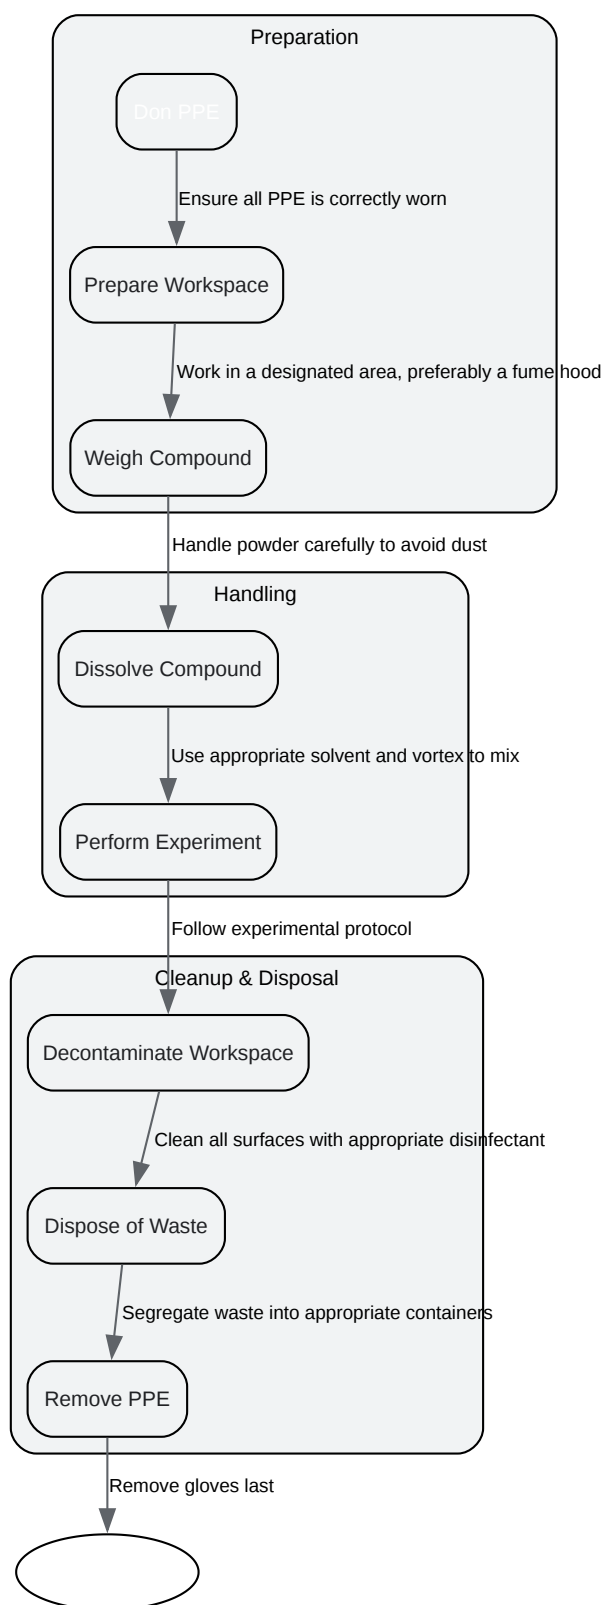 Preparation
Don PPE
Ensure all PPE is correctly worn
Prepare Workspace
Work in a designated area, preferably a fume hood
Weigh Compound
Handle powder carefully to avoid dust
Handling
Dissolve Compound
Use appropriate solvent and vortex to mix
Perform Experiment
Follow experimental protocol
Cleanup & Disposal
Decontaminate Workspace
Clean all surfaces with appropriate disinfectant
Dispose of Waste
Segregate waste into appropriate containers
Remove PPE
Remove gloves last